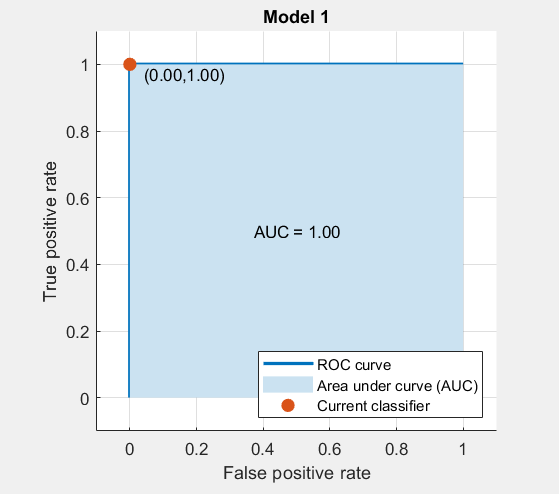 Model 1
True positive rate
1
0.8
0.6
0.4
0.2
0
(0.00,1.00)
AUC = 1.00
ROC curve
Area under curve (AUC)
Current classifier
0 0.2 0.4 0.6 0.8 1
False positive rate